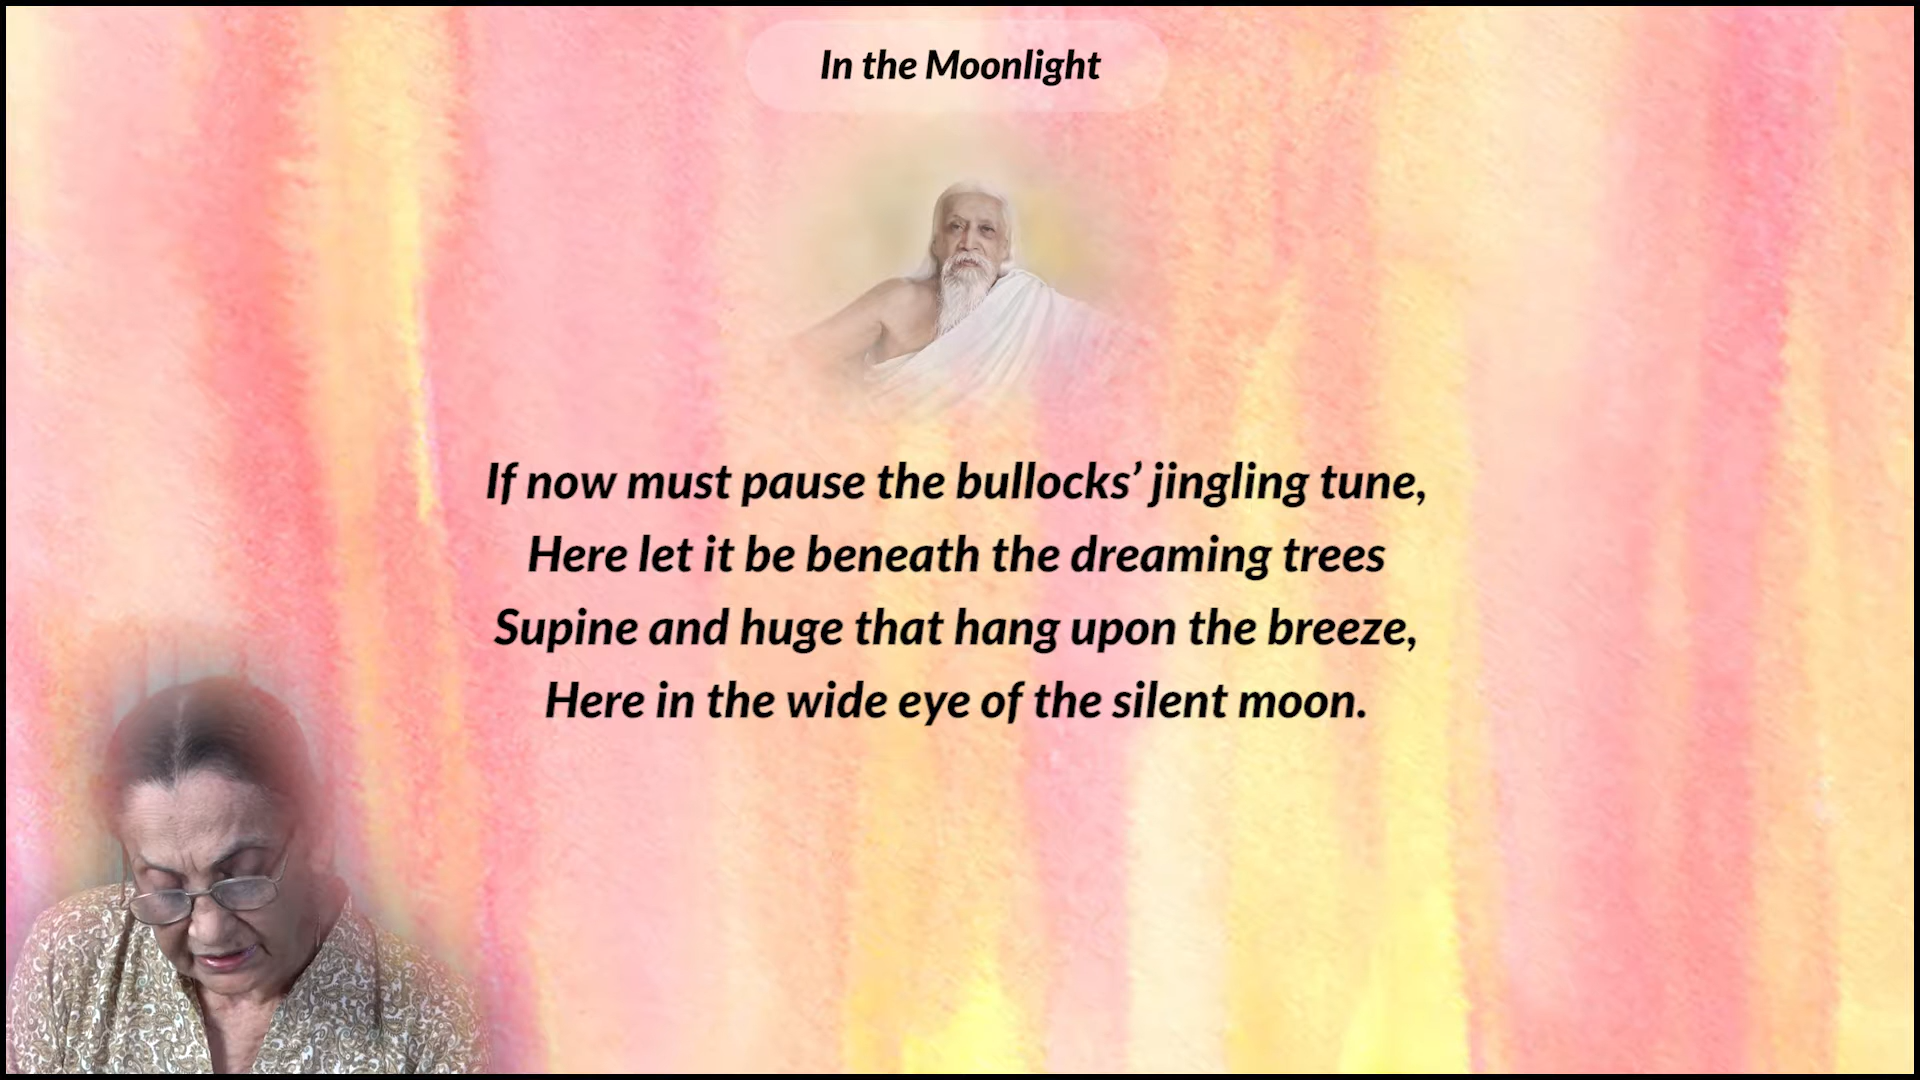 In the Moonlight
If now must pause the bullocks’ jingling tune,
Here let it be beneath the dreaming trees
Supine and huge that hang upon the breeze,
Here in the wide eye of the silent moon.